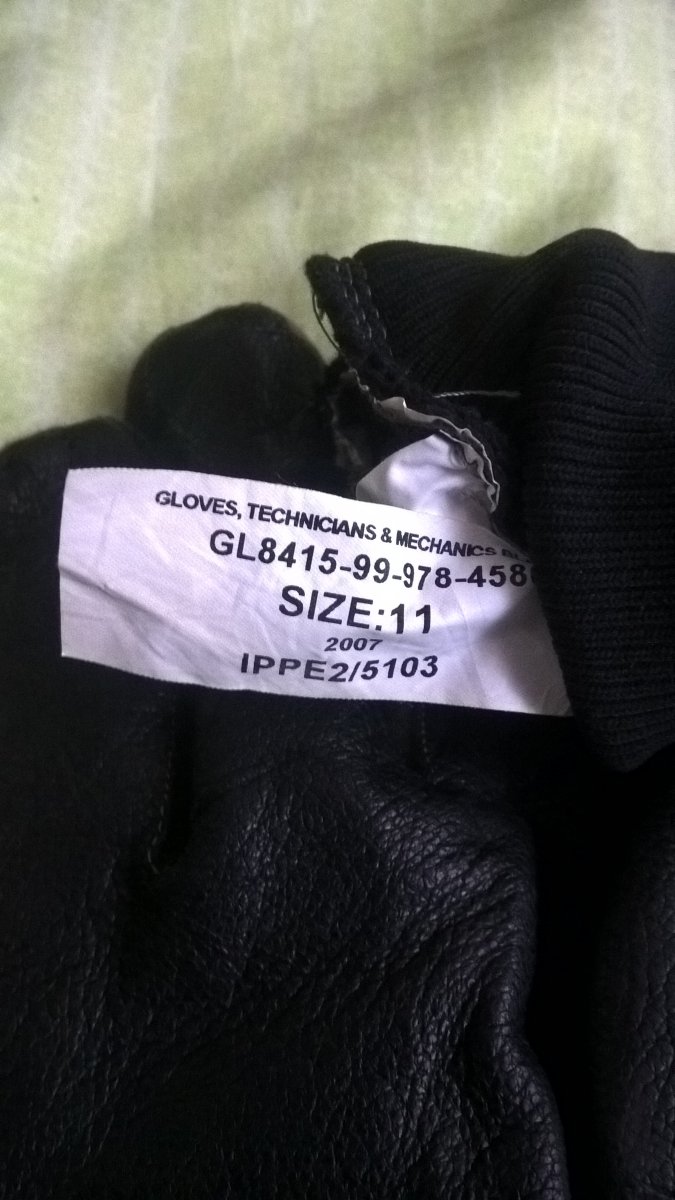 GLOVES, TECHNICIANS & MECHANICS
GL8415-99-978-458
SIZE:11
2007
IPPE2/5103